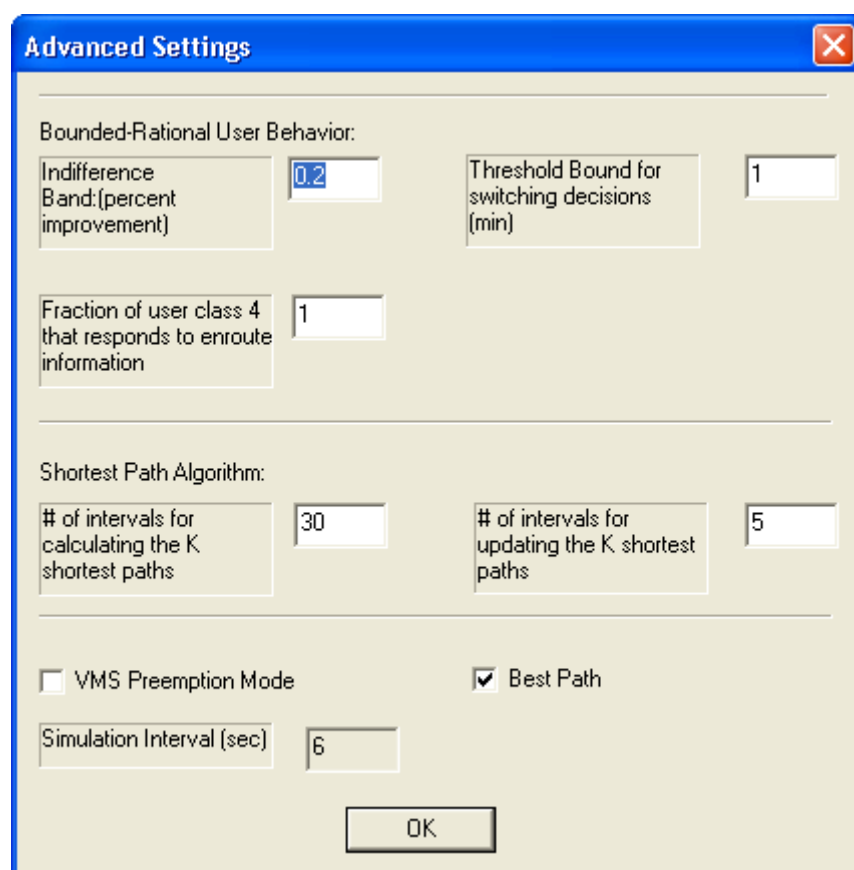 Advanced Settings
Bounded-Rational User Behavior:
Indifference
Band:(percent
improvement)
0.2
Threshold Bound for
switching decisions
(min)
1
Fraction of user class 4
that responds to enroute
information
1
Shortest Path Algorithm:
# of intervals for
calculating the K
shortest paths
30
# of intervals for
updating the K shortest
paths
5
VMS Preemption Mode
Best Path
Simulation Interval (sec)
6
OK